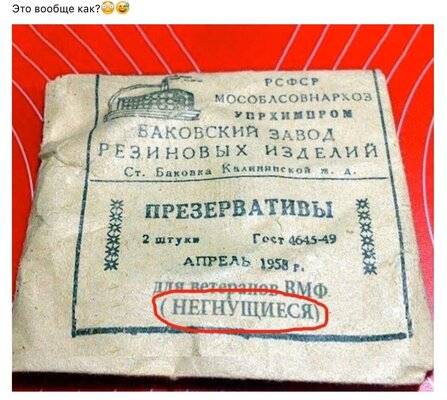 Это вообще как?
РСФСР
МОСОБЛСОВНАРХОЗ
УПРХИМПРОМ
БАКОВСКИЙ ЗАВОД
РЕЗИНОВЫХ ИЗДЕЛИЙ
Ст. Баковка Калининской ж. д.
ПРЕЗЕРВАТИВЫ
2 штуки Гост 4645-49
АПРЕЛЬ 1958 г.
для ветеранов ВМФ
(НЕГНУЩИЕСЯ)